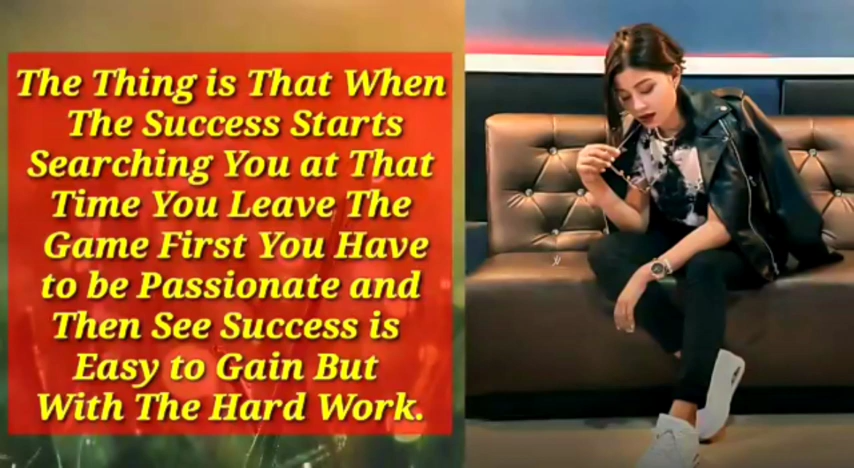 The Thing is That When
The Success Starts
Searching You at That
Time You Leave The
Game First You Have
to be Passionate and
Then See Success is
Easy to Gain But
With The Hard Work.